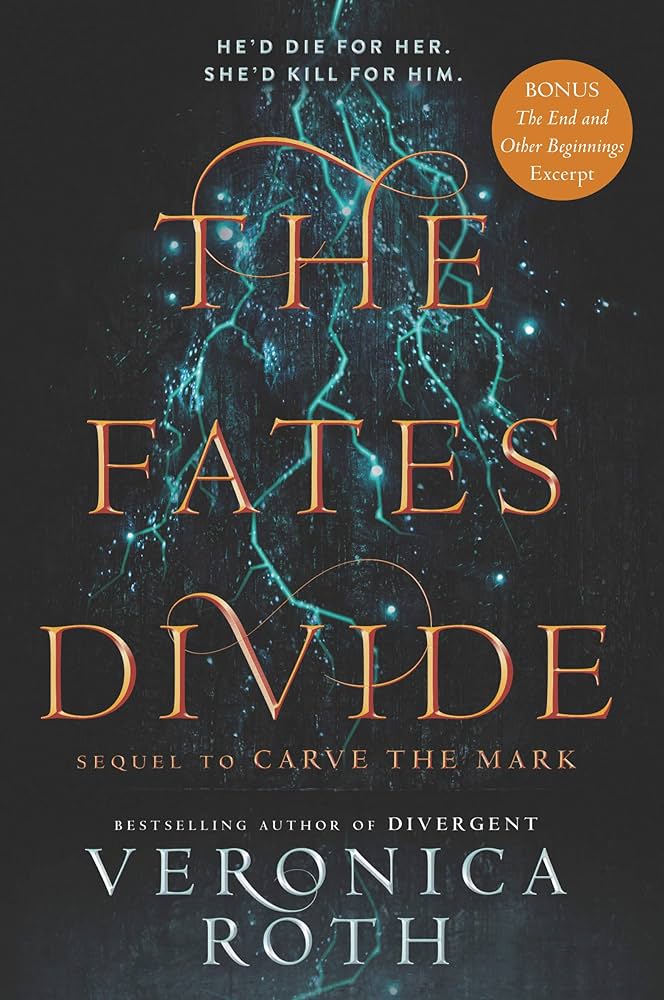 HE'D DIE FOR HER.
SHE'D KILL FOR HIM.
BONUS
The End and
Other Beginnings
Excerpt
THE
FATES
DIVIDE
SEQUEL TO CARVE THE MARK
BESTSELLING AUTHOR OF DIVERGENT
VERONICA
ROTH